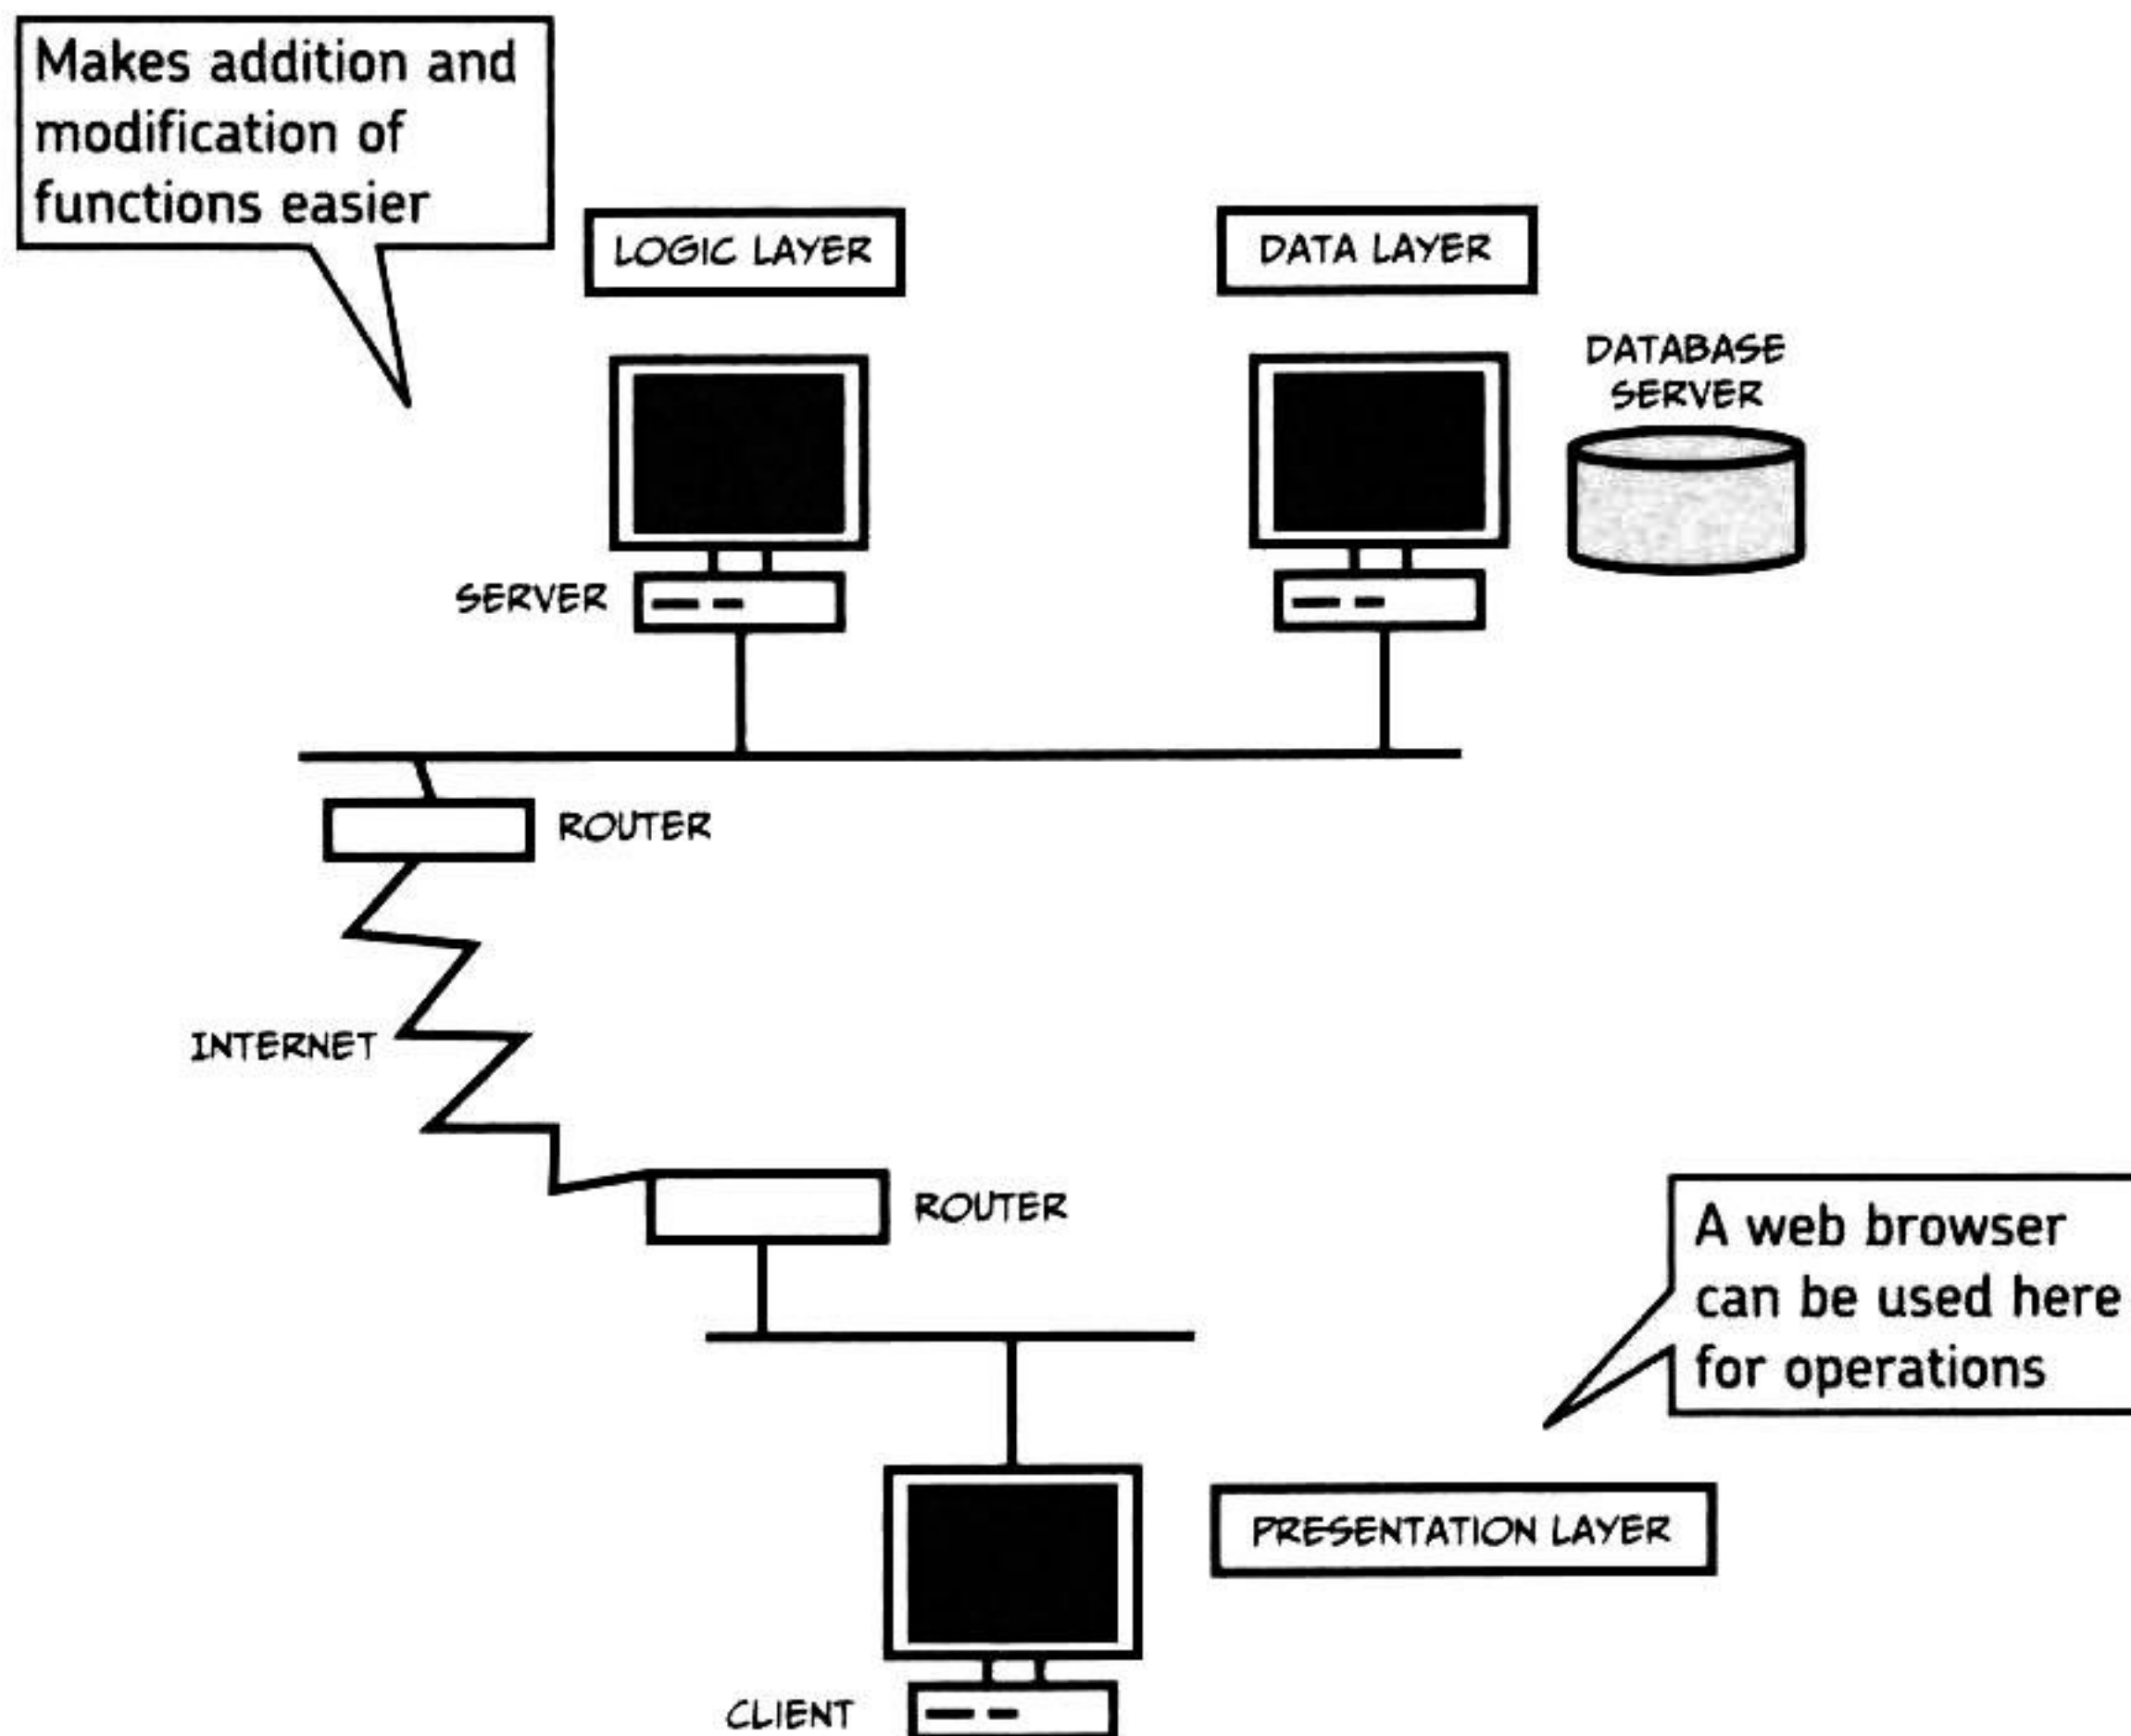 Makes addition and
modification of
functions easier
LOGIC LAYER
DATA LAYER
DATABASE
SERVER
SERVER
ROUTER
INTERNET
ROUTER
A web browser
can be used here
for operations
PRESENTATION LAYER
CLIENT